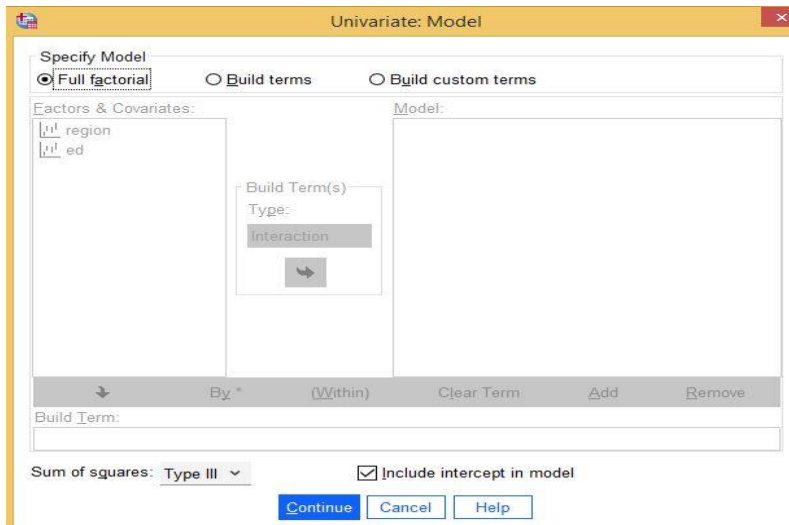 Univariate: Model
Specify Model
Full factorial Build terms Build custom terms
Factors & Covariates: Model:
region
ed
Build Term(s)
Type:
Interaction
By * (Within) Clear Term Add Remove
Build Term:
Sum of squares: Type III Include intercept in model
Continue Cancel Help